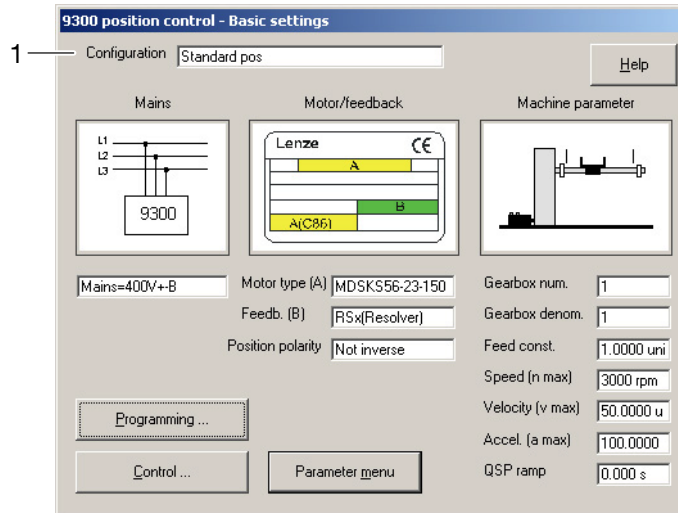 9300 position control - Basic settings
1
Configuration Standard pos
Help
Mains Motor/feedback Machine parameter
L1
L2
L3
9300
Lenze CE
A
B
A(C86)
Mains=400V+-B
Motor type (A) MDSKS56-23-150
Feedb. (B) RSx(Resolver)
Position polarity Not inverse
Gearbox num. 1
Gearbox denom. 1
Feed const. 1.0000 uni
Speed (n max) 3000 rpm
Velocity (v max) 50.0000 u
Accel. (a max) 100.0000
QSP ramp 0.000 s
Programming ...
Control ...
Parameter menu